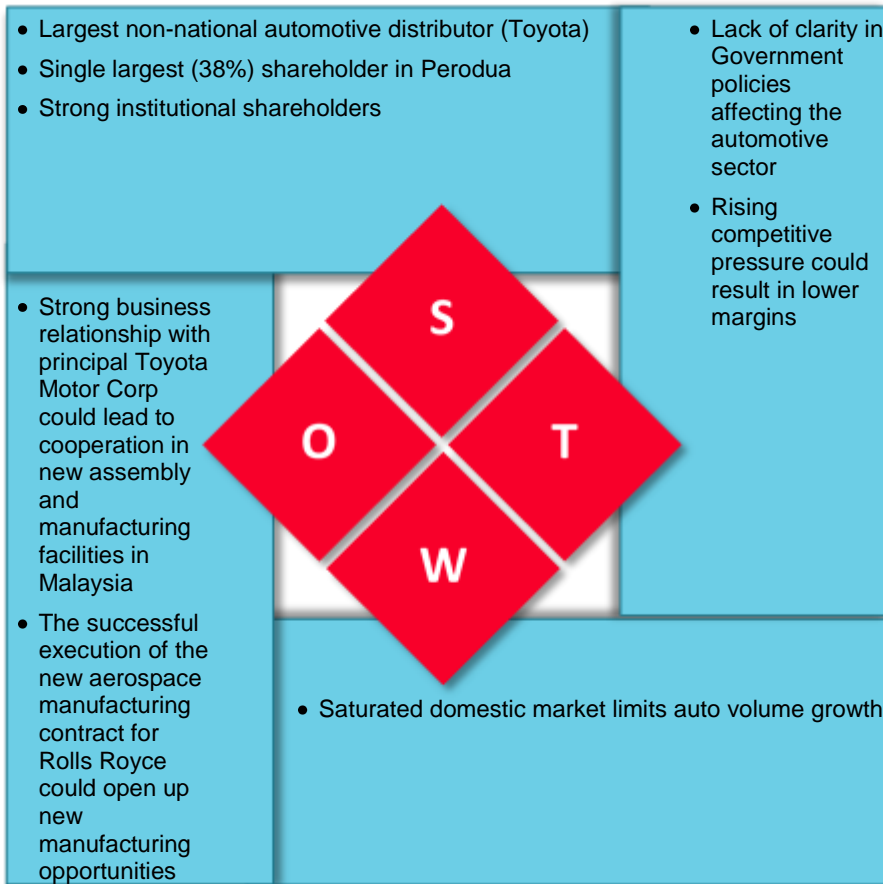 • Largest non-national automotive distributor (Toyota)
• Single largest (38%) shareholder in Perodua
• Strong institutional shareholders
• Lack of clarity in
Government
policies
affecting the
automotive
sector
• Rising
competitive
pressure could
result in lower
margins
• Strong business
relationship with
principal Toyota
Motor Corp
could lead to
cooperation in
new assembly
and
manufacturing
facilities in
Malaysia
• The successful
execution of the
new aerospace
manufacturing
contract for
Rolls Royce
could open up
new
manufacturing
opportunities
S
O
T
W
• Saturated domestic market limits auto volume growth